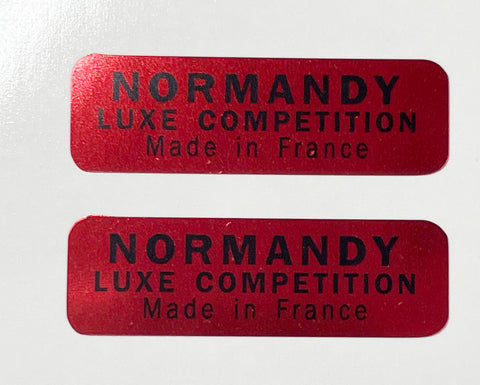 NORMANDY
LUXE COMPETITION
Made in France
NORMANDY
LUXE COMPETITION
Made in France